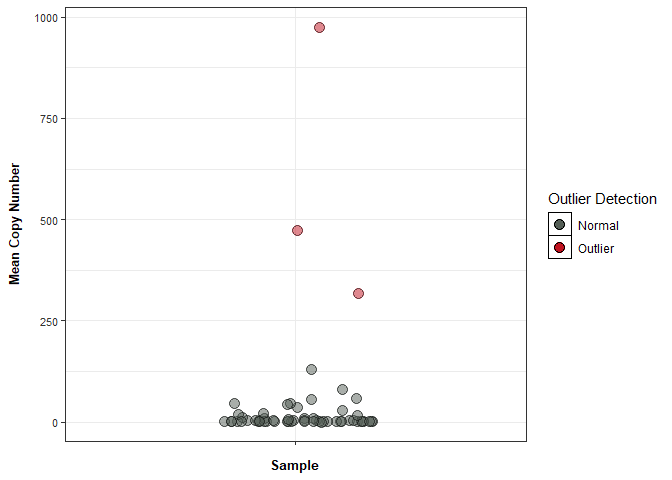 1000
750
500
250
0
Mean Copy Number
Sample
Outlier Detection
Normal
Outlier